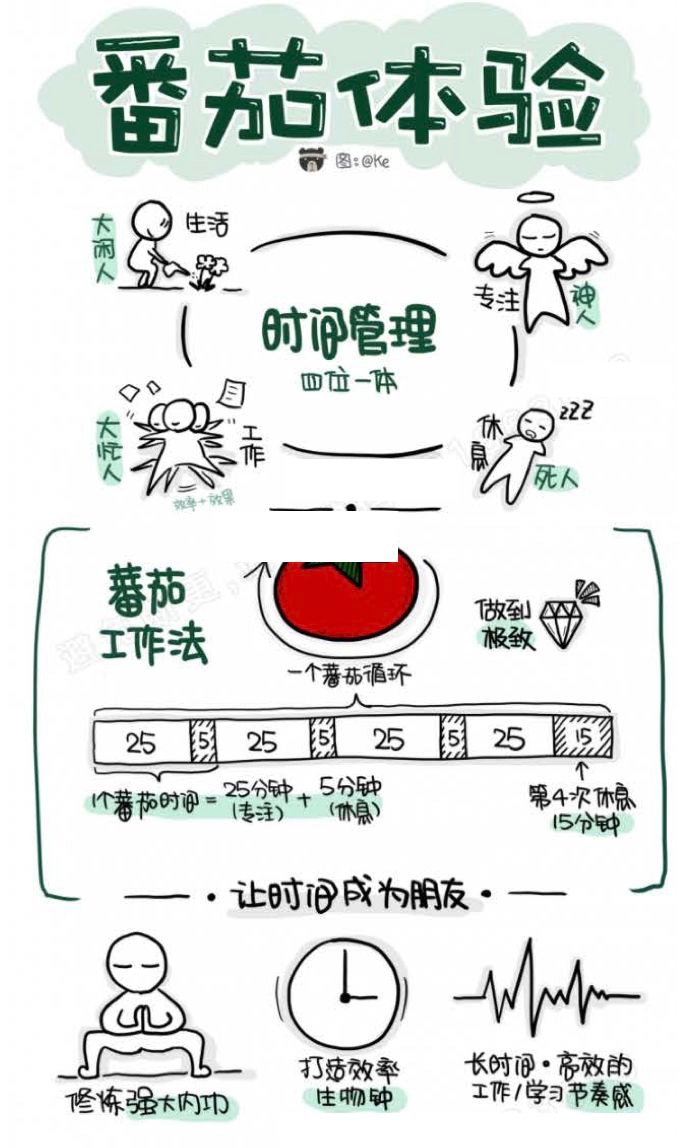 番茄体验
图:@Ke
大闲人
生活
专注
神人
时间管理
四位一体
大忙人
工作
效率+效果
休息
zzz
死人
蕃茄
工作法
做到
极致
一个蕃茄循环
25 5 25 5 25 5 25 15
1个蕃茄时间=25分钟+5分钟
(专注) (休息)
第4次休息
15分钟
让时间成为朋友
修炼强大内功
打造效率
生物钟
长时间·高效的
工作/学习节奏感